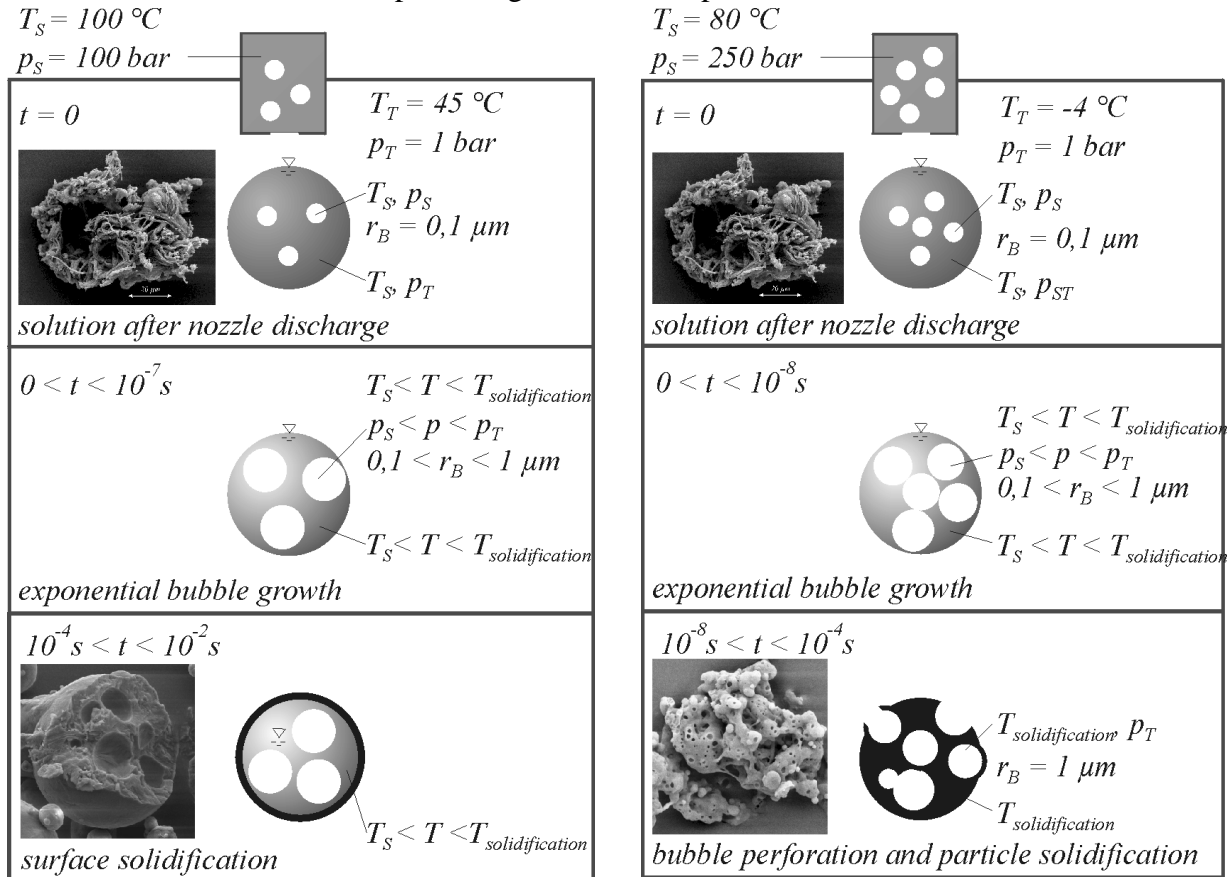 T_S = 100 °C
p_S = 100 bar
t = 0
T_T = 45 °C
p_T = 1 bar
T_S, p_S
r_B = 0,1 µm
T_S, p_T
solution after nozzle discharge
0 < t < 10^-7 s
T_S < T < T_solidification
p_S < p < p_T
0,1 < r_B < 1 µm
T_S < T < T_solidification
exponential bubble growth
10^-4 s < t < 10^-2 s
T_S < T < T_solidification
surface solidification
T_S = 80 °C
p_S = 250 bar
t = 0
T_T = -4 °C
p_T = 1 bar
T_S, p_S
r_B = 0,1 µm
T_S, p_ST
solution after nozzle discharge
0 < t < 10^-8 s
T_S < T < T_solidification
p_S < p < p_T
0,1 < r_B < 1 µm
T_S < T < T_solidification
exponential bubble growth
10^-8 s < t < 10^-4 s
T_solidification, p_T
r_B = 1 µm
T_solidification
bubble perforation and particle solidification